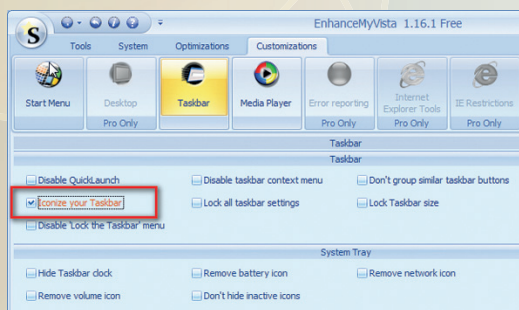 S
EnhanceMyVista 1.16.1 Free
Tools System Optimizations Customizations
Start Menu Desktop Taskbar Media Player Error reporting Internet Explorer Tools IE Restrictions
Pro Only Pro Only Pro Only Pro Only
Taskbar
Taskbar
Disable QuickLaunch Disable taskbar context menu Don't group similar taskbar buttons
Iconize your Taskbar Lock all taskbar settings Lock Taskbar size
Disable 'Lock the Taskbar' menu
System Tray
Hide Taskbar clock Remove battery icon Remove network icon
Remove volume icon Don't hide inactive icons